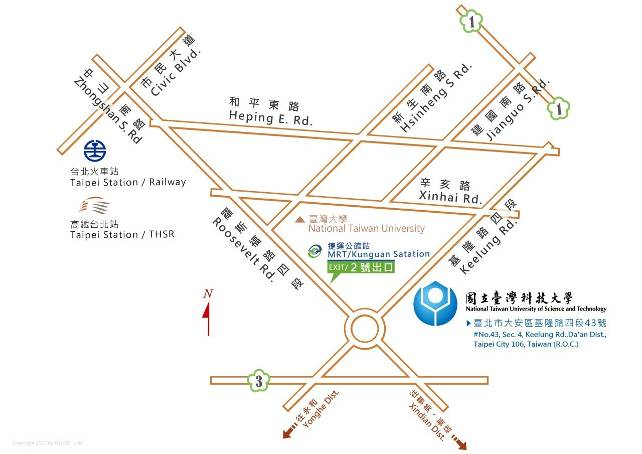 市民大道
Civic Blvd.
中山南路
Zhongshan S. Rd
和平東路
Heping E. Rd.
新生南路
Hsinheng S Rd.
建國南路
Jianguo S. Rd.
1
1
台北火車站
Taipei Station / Railway
高鐵台北站
Taipei Station / THSR
辛亥路
Xinhai Rd.
羅斯福路四段
Roosevelt Rd.
臺灣大學
National Taiwan University
捷運公館站
MRT/Kunguan Satation
EXIT/ 2 號出口
基隆路四段
Keelung Rd.
國立臺灣科技大學
National Taiwan University of Science and Technology
臺北市大安區基隆路四段43號
#No.43, Sec. 4, Keelung Rd.,Da'an Dist.,
Taipei City 106, Taiwan (R.O.C.)
N
3
往永和
Yonghe Dist.
Xindian Dist.